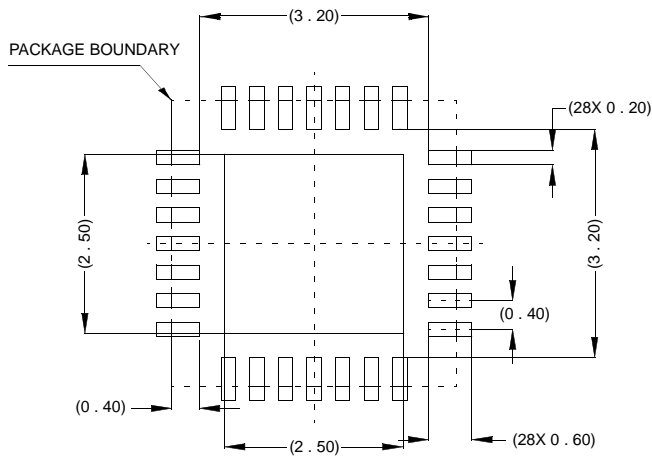 (3 . 20)
PACKAGE BOUNDARY
(28X 0 . 20)
(2 . 50)
(3 . 20)
(0 . 40)
(0 . 40)
(2 . 50)
(28X 0 . 60)